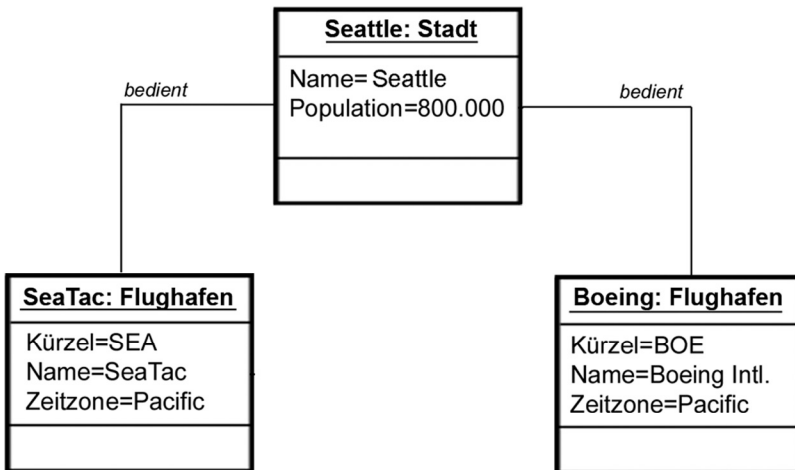 Seattle: Stadt
Name= Seattle
Population=800.000
bedient
bedient
SeaTac: Flughafen
Kürzel=SEA
Name=SeaTac
Zeitzone=Pacific
Boeing: Flughafen
Kürzel=BOE
Name=Boeing Intl.
Zeitzone=Pacific